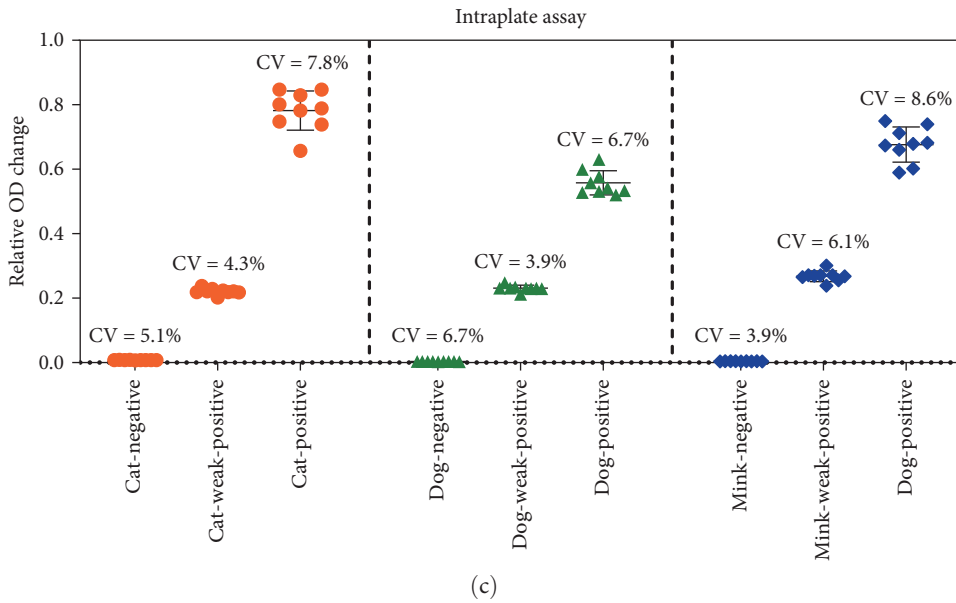 Intraplate assay
Relative OD change
1.0
0.8
0.6
0.4
0.2
0.0
CV = 5.1%
CV = 4.3%
CV = 7.8%
CV = 6.7%
CV = 3.9%
CV = 6.7%
CV = 3.9%
CV = 6.1%
CV = 8.6%
Cat-negative
Cat-weak-positive
Cat-positive
Dog-negative
Dog-weak-positive
Dog-positive
Mink-negative
Mink-weak-positive
Dog-positive
(c)